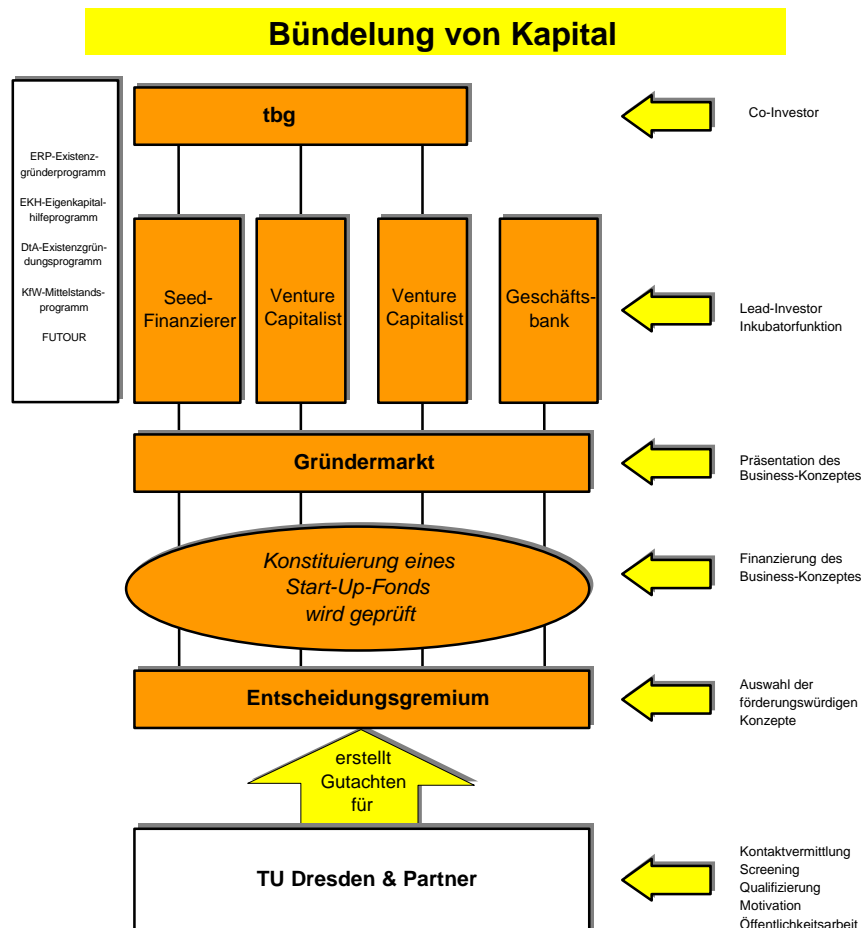 Bündelung von Kapital
tbg
Co-Investor
ERP-Existenz-
gründerprogramm
EKH-Eigenkapital-
hilfeprogramm
DtA-Existenzgrün-
dungsprogramm
KfW-Mittelstands-
programm
FUTOUR
Seed-
Finanzierer
Venture
Capitalist
Venture
Capitalist
Geschäfts-
bank
Lead-Investor
Inkubatorfunktion
Gründermarkt
Präsentation des
Business-Konzeptes
Konstituierung eines
Start-Up-Fonds
wird geprüft
Finanzierung des
Business-Konzeptes
Entscheidungsgremium
Auswahl der
förderungswürdigen
Konzepte
erstellt
Gutachten
für
TU Dresden & Partner
Kontaktvermittlung
Screening
Qualifizierung
Motivation
Öffentlichkeitsarbeit